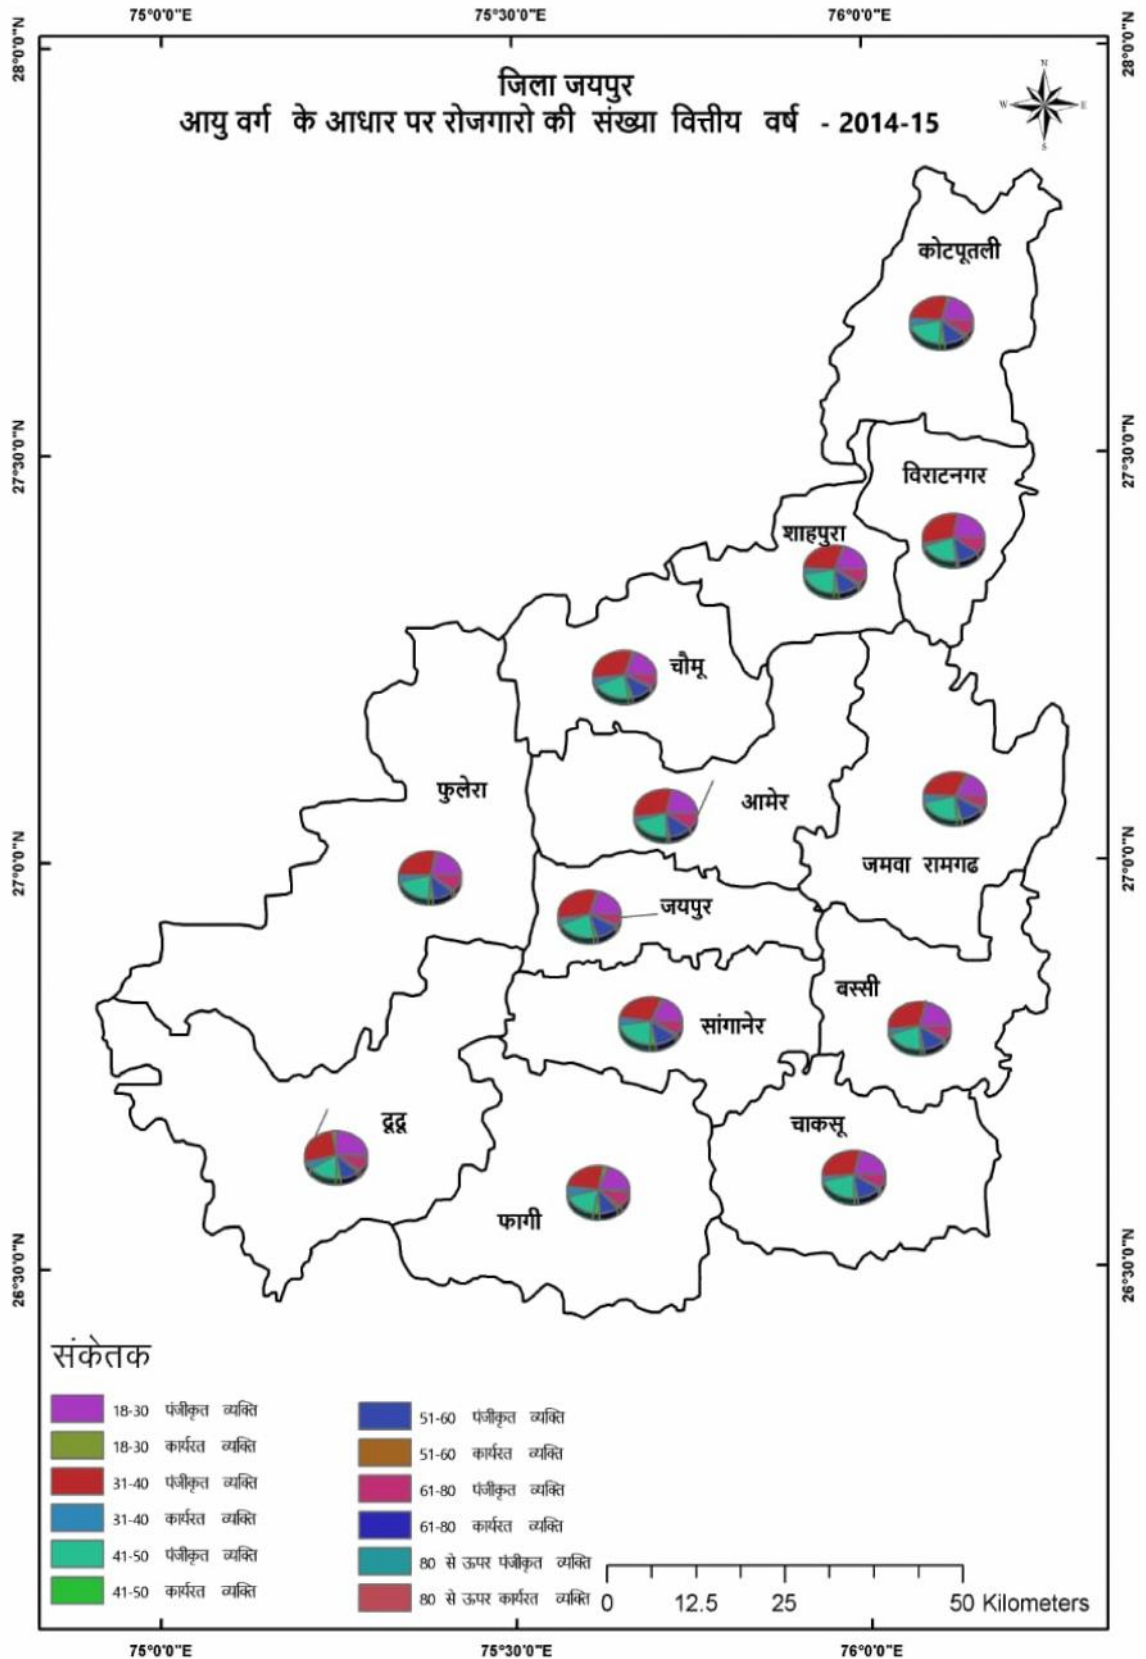 75°0'0"E 75°30'0"E 76°0'0"E
28°0'0"N 28°0'0"N
जिला जयपुर
आयु वर्ग के आधार पर रोजगारो की संख्या वित्तीय वर्ष - 2014-15
N
W E
S
कोटपूतली
27°30'0"N 27°30'0"N
विराटनगर
शाहपुरा
चौमू
फुलेरा
आमेर
27°0'0"N 27°0'0"N
जमवा रामगढ
जयपुर
बस्सी
सांगानेर
दूदू
चाकसू
फागी
26°30'0"N 26°30'0"N
संकेतक
18-30 पंजीकृत व्यक्ति
18-30 कार्यरत व्यक्ति
31-40 पंजीकृत व्यक्ति
31-40 कार्यरत व्यक्ति
41-50 पंजीकृत व्यक्ति
41-50 कार्यरत व्यक्ति
51-60 पंजीकृत व्यक्ति
51-60 कार्यरत व्यक्ति
61-80 पंजीकृत व्यक्ति
61-80 कार्यरत व्यक्ति
80 से ऊपर पंजीकृत व्यक्ति
80 से ऊपर कार्यरत व्यक्ति
0 12.5 25 50 Kilometers
75°0'0"E 75°30'0"E 76°0'0"E